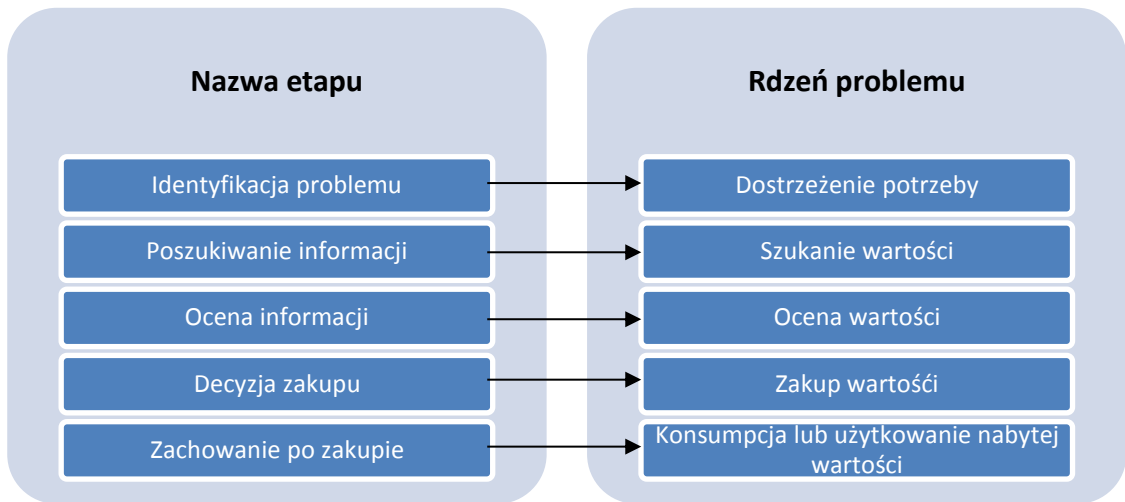 Nazwa etapu
Rdzeń problemu
Identyfikacja problemu
Dostrzeżenie potrzeby
Poszukiwanie informacji
Szukanie wartości
Ocena informacji
Ocena wartości
Decyzja zakupu
Zakup wartośći
Zachowanie po zakupie
Konsumpcja lub użytkowanie nabytej
wartości